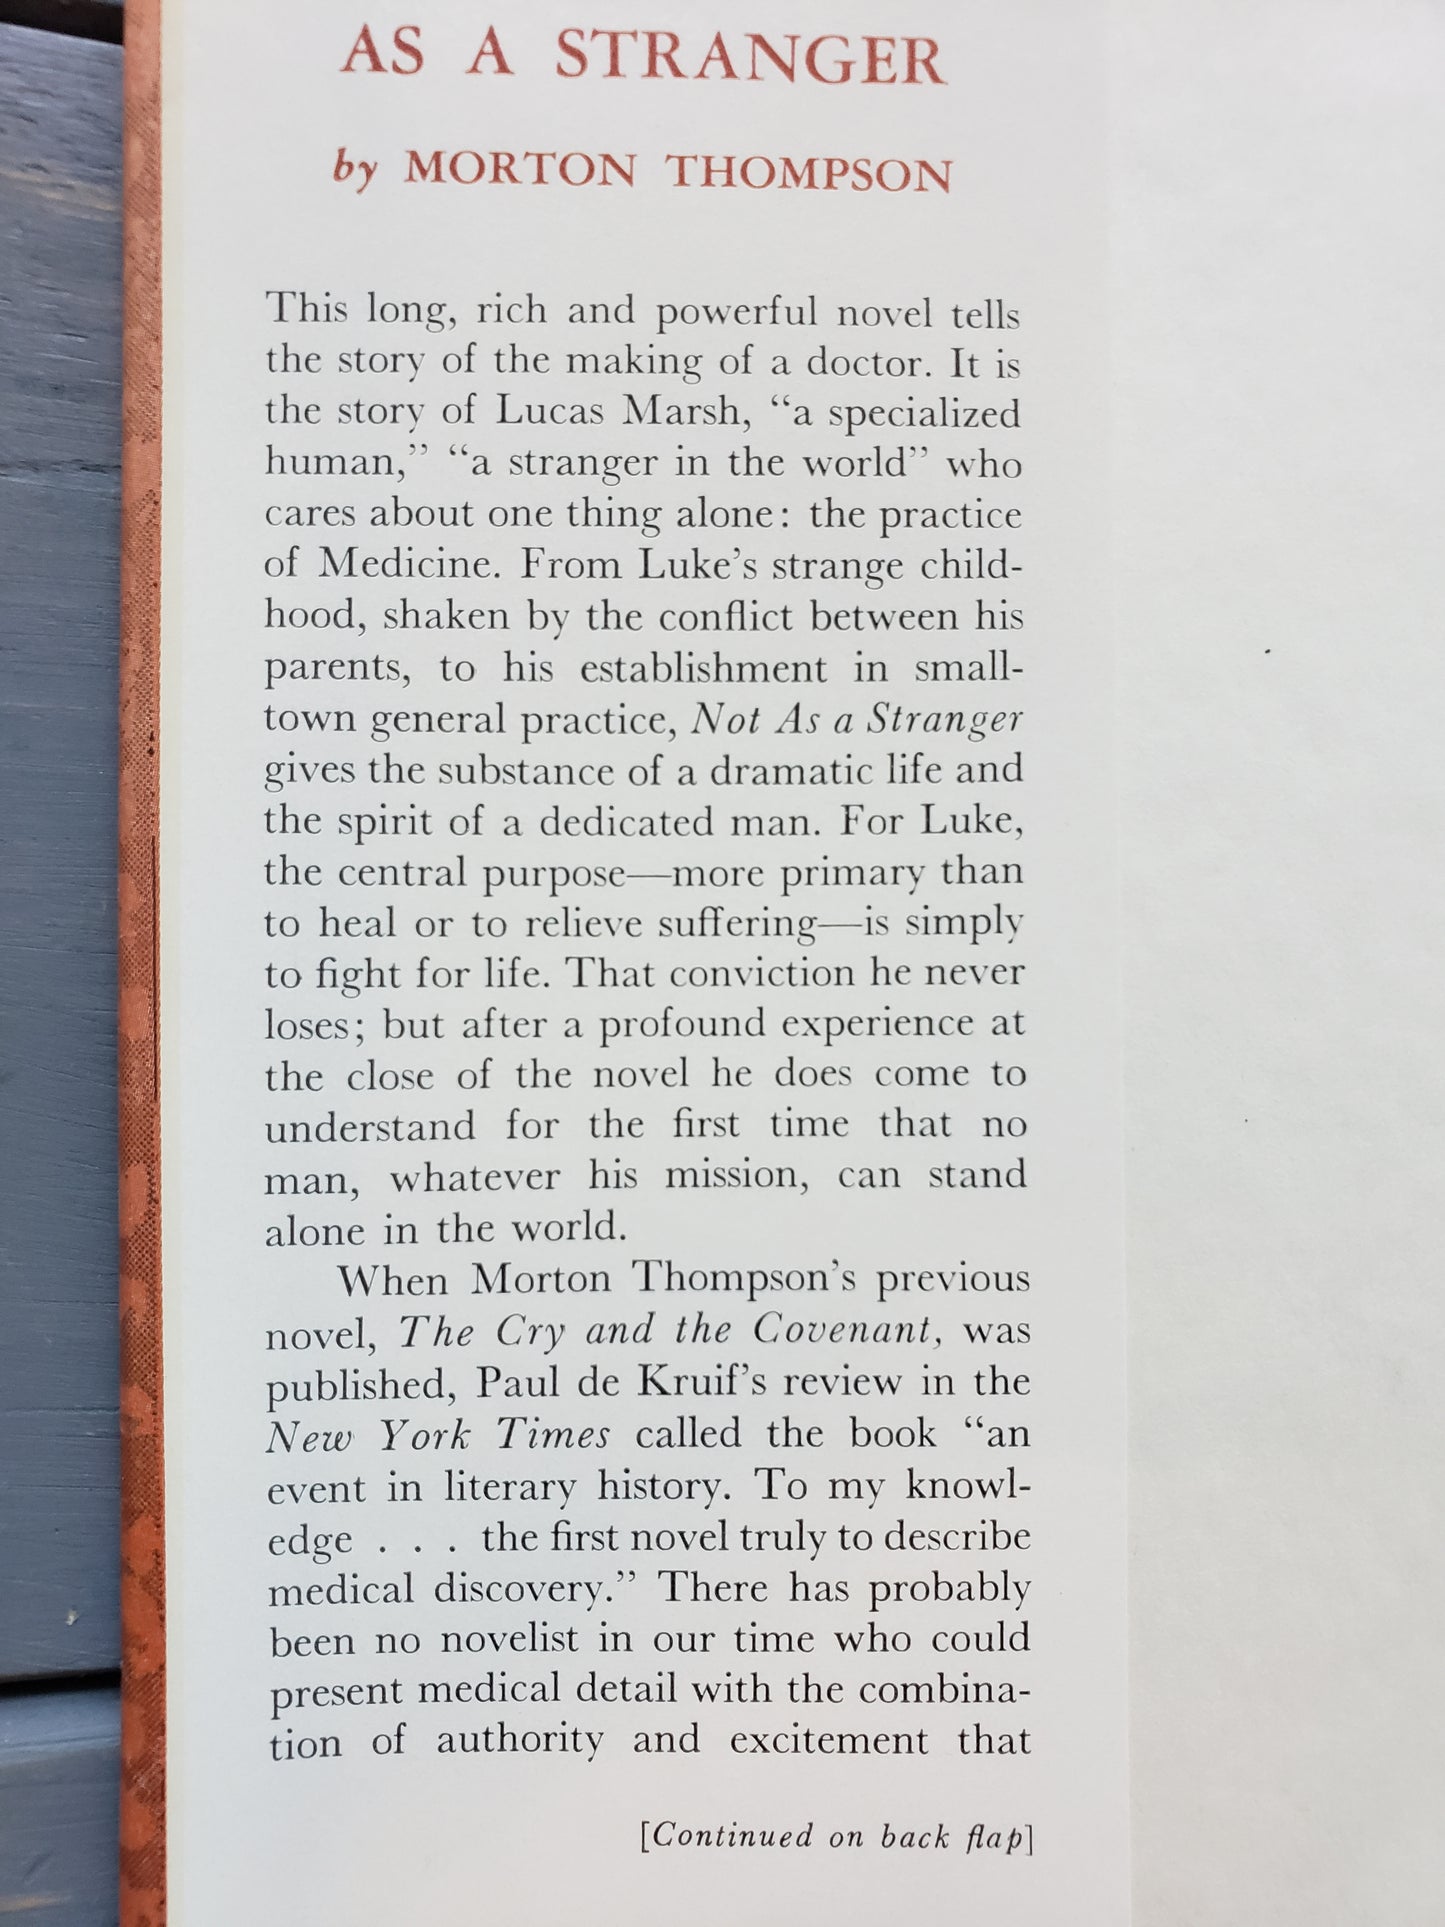 AS A STRANGER
by MORTON THOMPSON
This long, rich and powerful novel tells
the story of the making of a doctor. It is
the story of Lucas Marsh, “a specialized
human,” “a stranger in the world” who
cares about one thing alone: the practice
of Medicine. From Luke’s strange child-
hood, shaken by the conflict between his
parents, to his establishment in small-
town general practice, Not As a Stranger
gives the substance of a dramatic life and
the spirit of a dedicated man. For Luke,
the central purpose—more primary than
to heal or to relieve suffering—is simply
to fight for life. That conviction he never
loses; but after a profound experience at
the close of the novel he does come to
understand for the first time that no
man, whatever his mission, can stand
alone in the world.
When Morton Thompson’s previous
novel, The Cry and the Covenant, was
published, Paul de Kruif’s review in the
New York Times called the book “an
event in literary history. To my knowl-
edge . . . the first novel truly to describe
medical discovery.” There has probably
been no novelist in our time who could
present medical detail with the combina-
tion of authority and excitement that
[Continued on back flap]